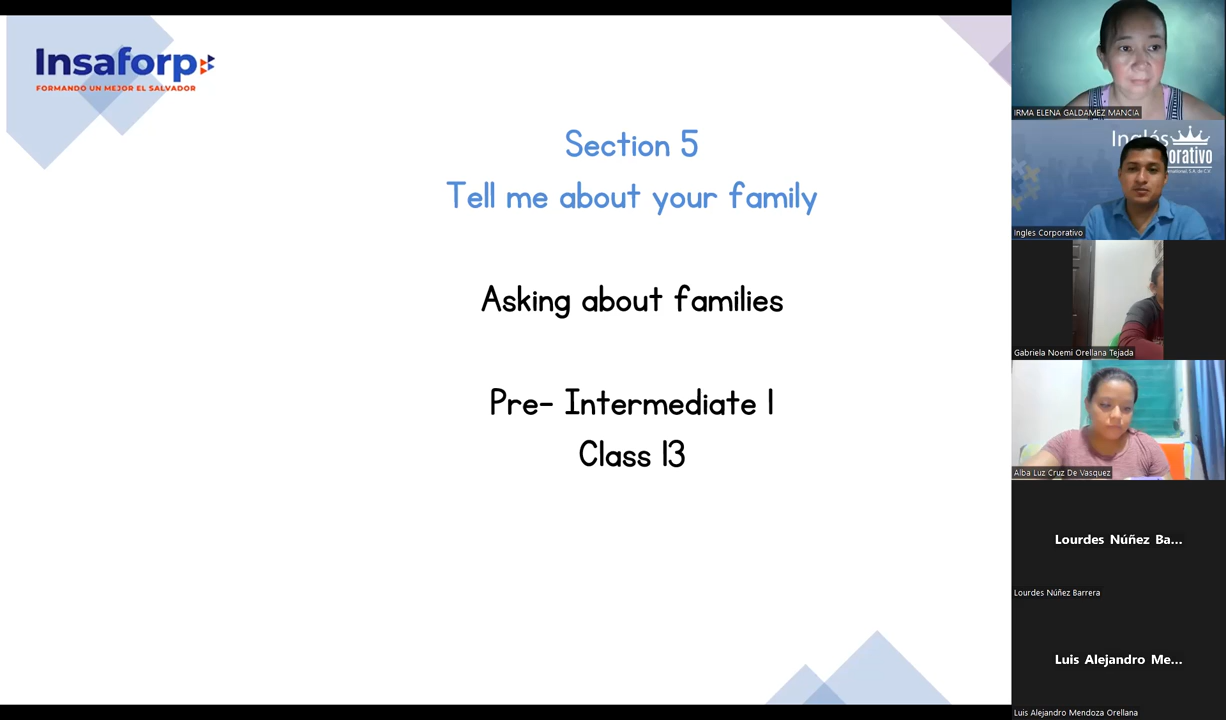 Insaforp
FORMANDO UN MEJOR EL SALVADOR
Section 5
Tell me about your family
Asking about families
Pre- Intermediate 1
Class 13
IRMA ELENA GALDAMEZ MANCIA
Inglés
orativo
Ingles Corporativo
Gabriela Noemi Orellana Tejada
Alba Luz Cruz De Vasquez
Lourdes Núñez Ba...
Lourdes Núñez Barrera
Luis Alejandro Me...
Luis Alejandro Mendoza Orellana